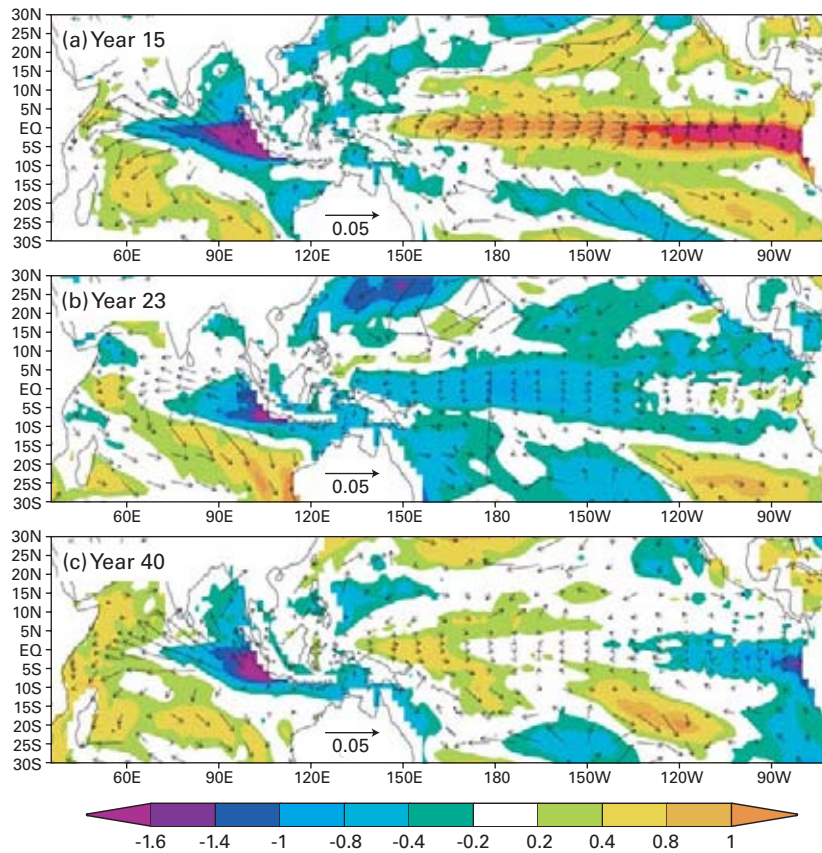 30N
25N
20N
15N
10N
5N
EQ
5S
10S
15S
20S
25S
30S
(a) Year 15
0.05
60E 90E 120E 150E 180 150W 120W 90W
30N
25N
20N
15N
10N
5N
EQ
5S
10S
15S
20S
25S
30S
(b) Year 23
0.05
60E 90E 120E 150E 180 150W 120W 90W
30N
25N
20N
15N
10N
5N
EQ
5S
10S
15S
20S
25S
30S
(c) Year 40
0.05
60E 90E 120E 150E 180 150W 120W 90W
-1.6 -1.4 -1 -0.8 -0.4 -0.2 0.2 0.4 0.8 1